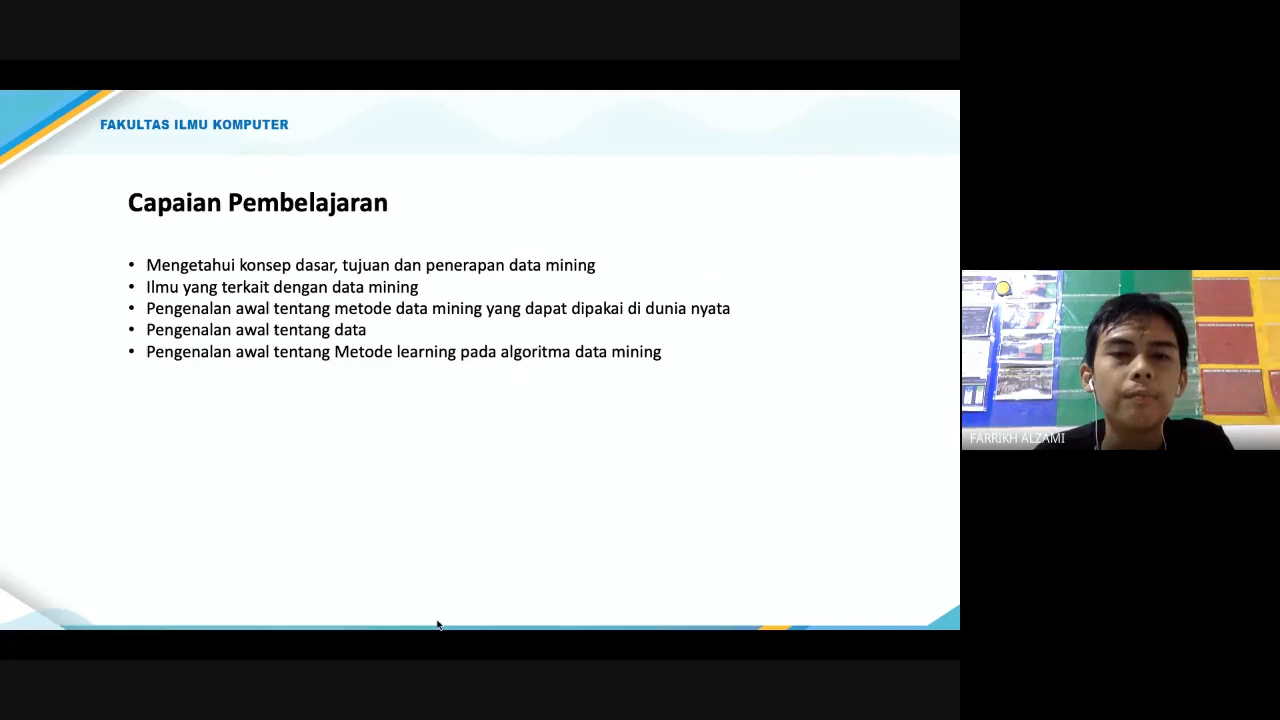 FAKULTAS ILMU KOMPUTER
Capaian Pembelajaran
• Mengetahui konsep dasar, tujuan dan penerapan data mining
• Ilmu yang terkait dengan data mining
• Pengenalan awal tentang metode data mining yang dapat dipakai di dunia nyata
• Pengenalan awal tentang data
• Pengenalan awal tentang Metode learning pada algoritma data mining
FARRIKH ALZAMI